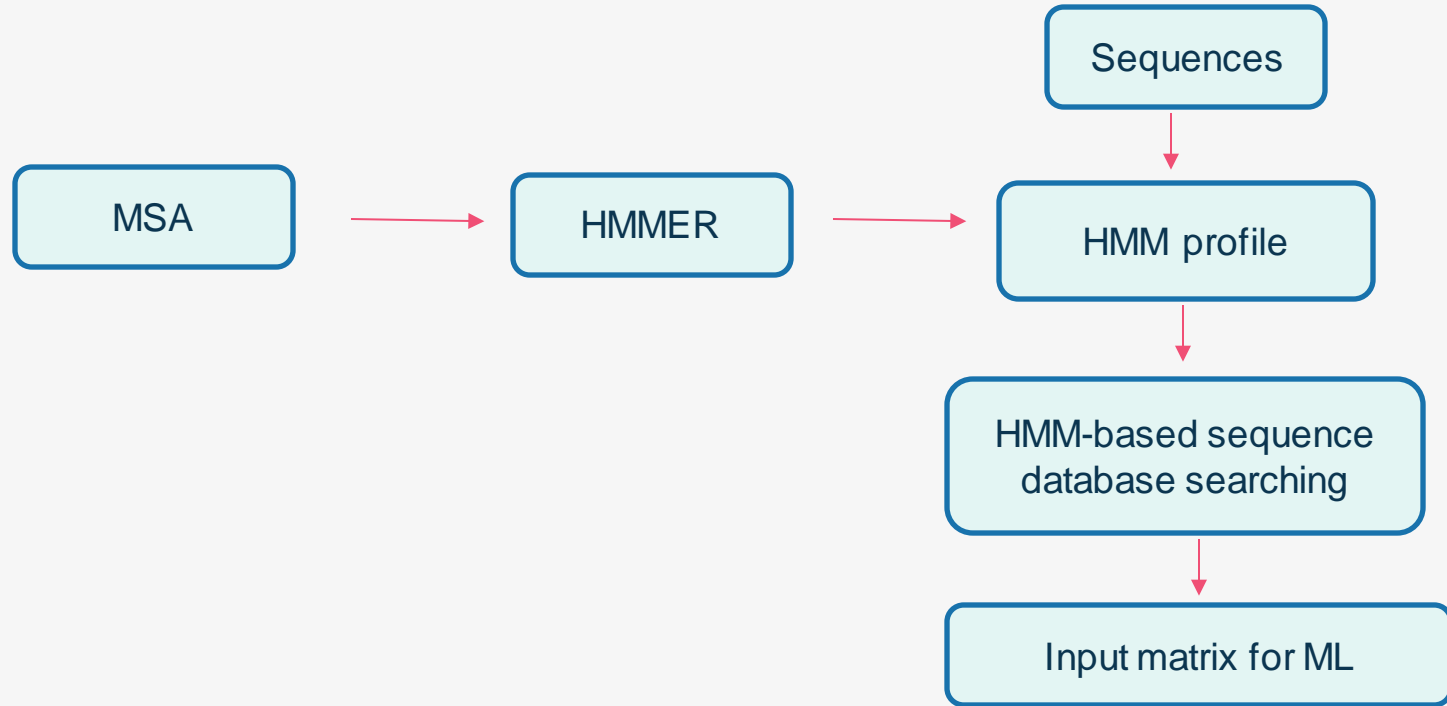 Sequences
MSA
HMMER
HMM profile
HMM-based sequence
database searching
Input matrix for ML